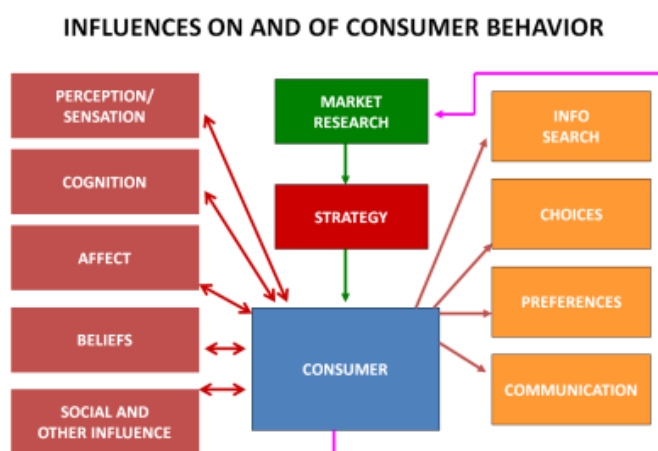 INFLUENCES ON AND OF CONSUMER BEHAVIOR
PERCEPTION/
SENSATION
COGNITION
AFFECT
BELIEFS
SOCIAL AND
OTHER INFLUENCE
MARKET
RESEARCH
STRATEGY
CONSUMER
INFO
SEARCH
CHOICES
PREFERENCES
COMMUNICATION